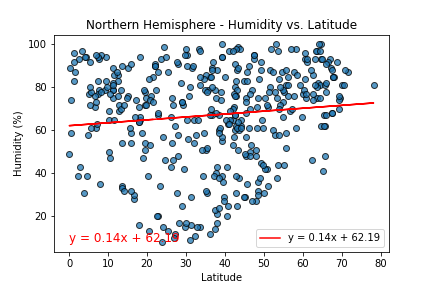 Northern Hemisphere - Humidity vs. Latitude
100
80
60
40
20
Humidity (%)
y = 0.14x + 62.19
y = 0.14x + 62.19
0 10 20 30 40 50 60 70 80
Latitude